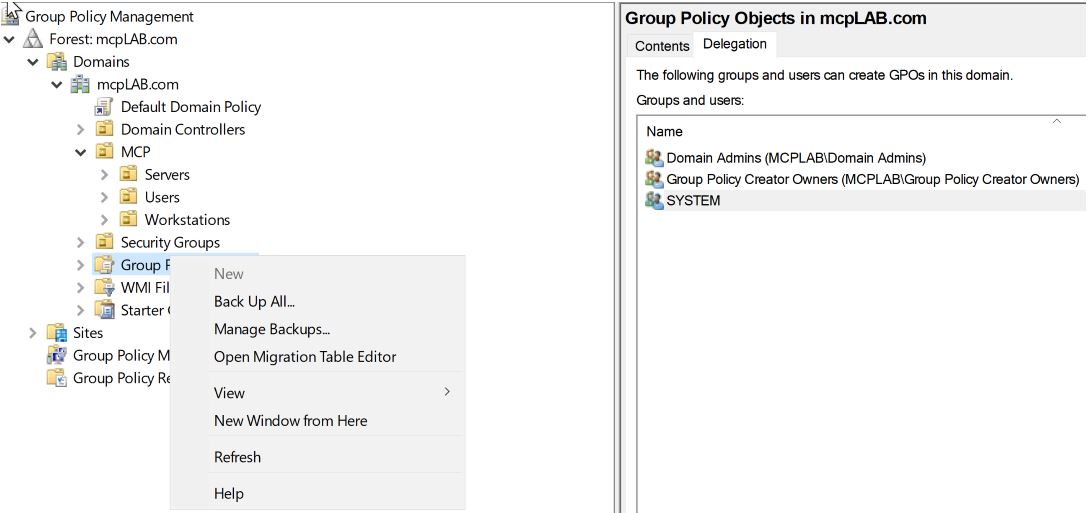 Group Policy Management
Forest: mcpLAB.com
Domains
mcpLAB.com
Default Domain Policy
Domain Controllers
MCP
Servers
Users
Workstations
Security Groups
Group P
WMI Fil
Starter
Sites
Group Policy M
Group Policy Re
New
Back Up All...
Manage Backups...
Open Migration Table Editor
View
New Window from Here
Refresh
Help
Group Policy Objects in mcpLAB.com
Contents Delegation
The following groups and users can create GPOs in this domain.
Groups and users:
Name
Domain Admins (MCPLAB\Domain Admins)
Group Policy Creator Owners (MCPLAB\Group Policy Creator Owners)
SYSTEM